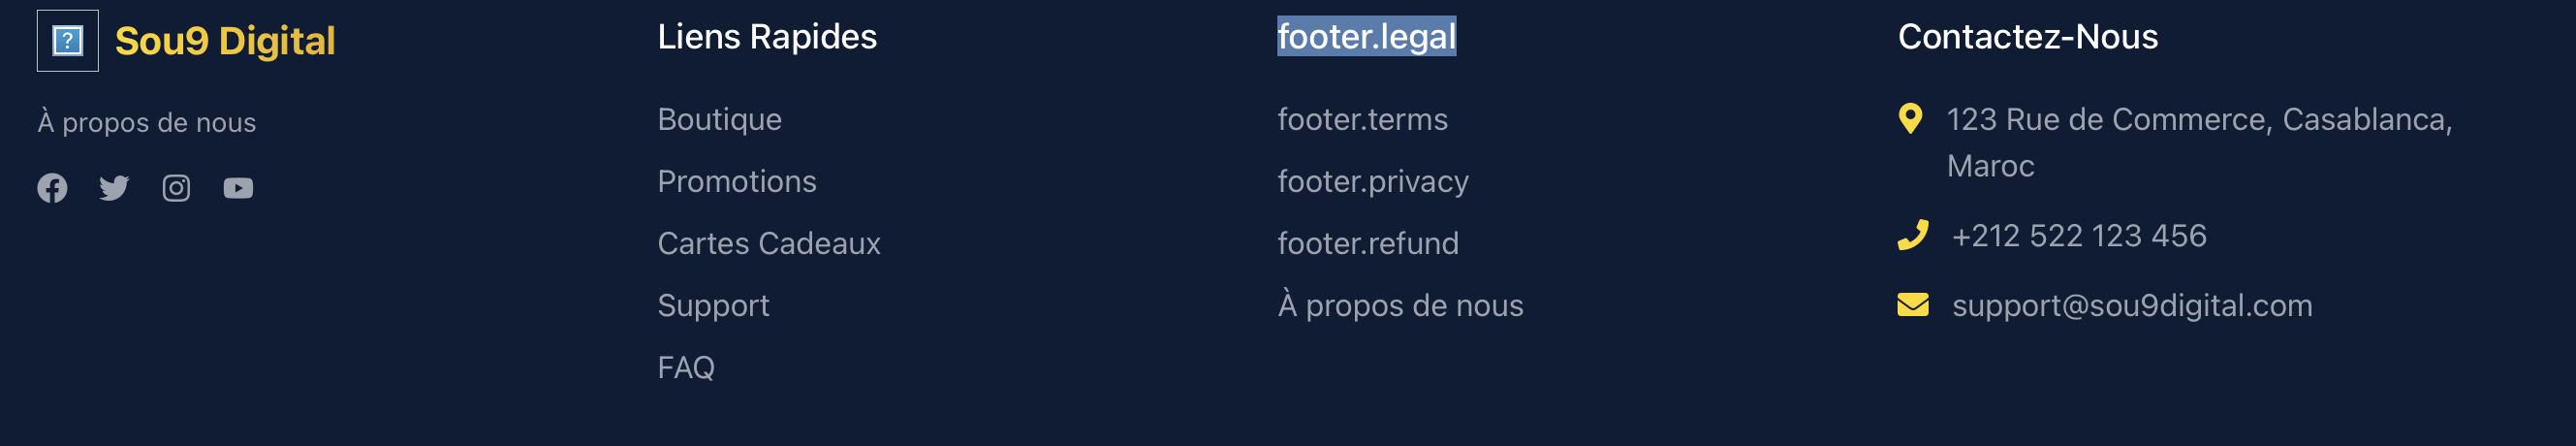 Sou9 Digital
À propos de nous
Liens Rapides
Boutique
Promotions
Cartes Cadeaux
Support
FAQ
footer.legal
footer.terms
footer.privacy
footer.refund
À propos de nous
Contactez-Nous
123 Rue de Commerce, Casablanca,
Maroc
+212 522 123 456
support@sou9digital.com